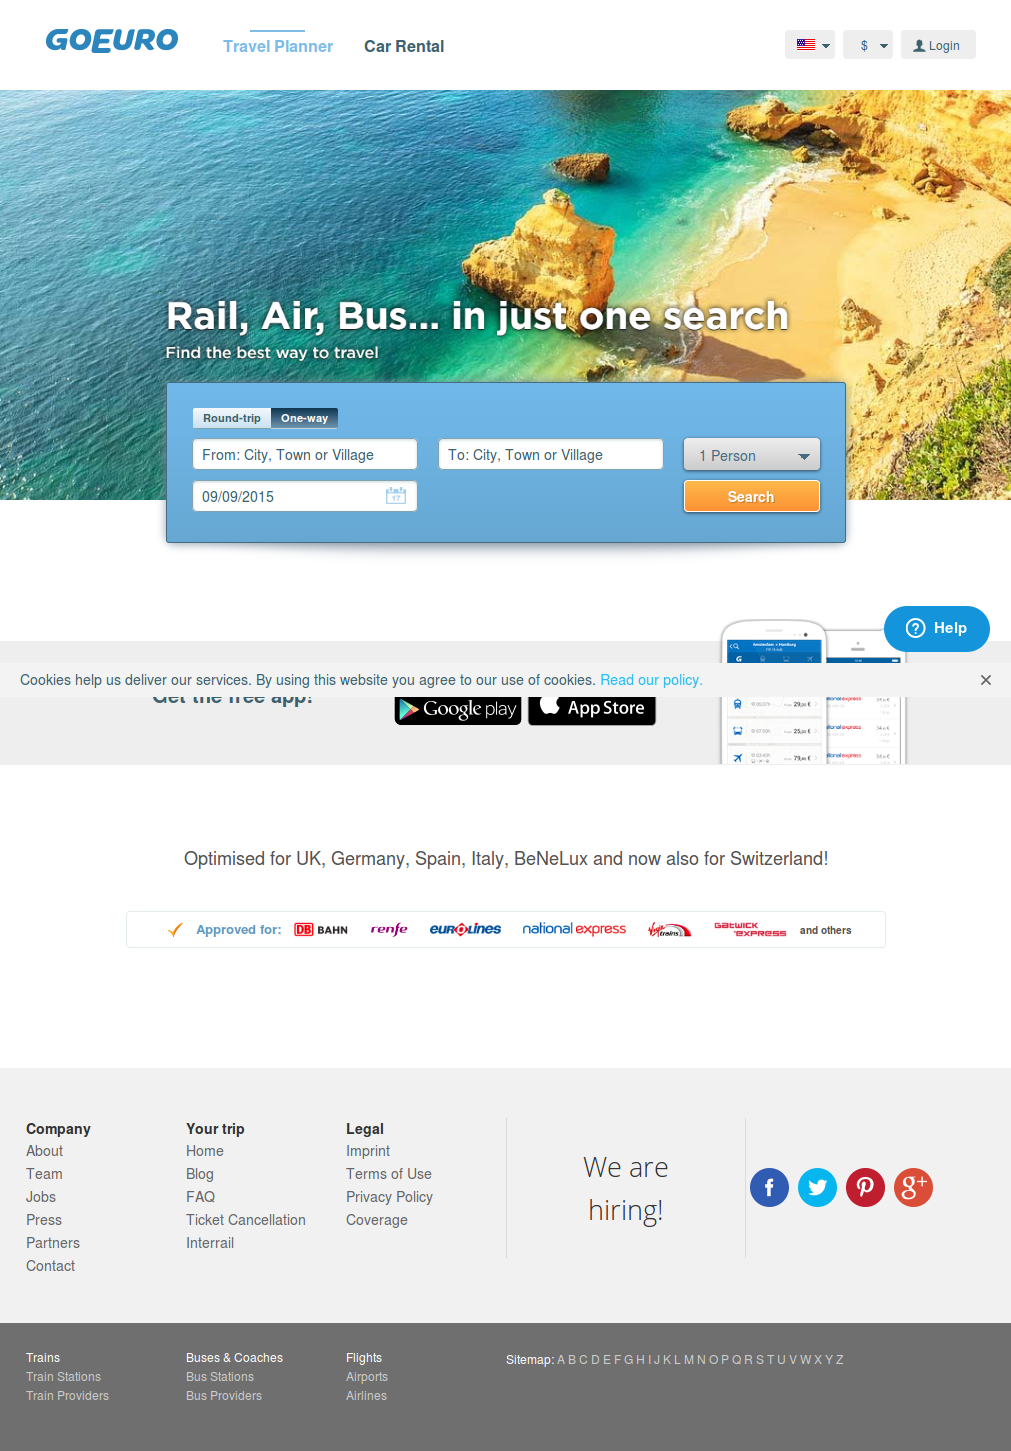 GOEURO
Travel Planner
Car Rental
$
Login
Rail, Air, Bus... in just one search
Find the best way to travel
Round-trip
One-way
From: City, Town or Village
To: City, Town or Village
1 Person
09/09/2015
17
Search
Help
Cookies help us deliver our services. By using this website you agree to our use of cookies. Read our policy.
Get the free app!
Google play
App Store
Optimised for UK, Germany, Spain, Italy, BeNeLux and now also for Switzerland!
Approved for:
DB BAHN
renfe
eurolines
national express
Virgin trains
Gatwick express
and others
Company
About
Team
Jobs
Press
Partners
Contact
Your trip
Home
Blog
FAQ
Ticket Cancellation
Interrail
Legal
Imprint
Terms of Use
Privacy Policy
Coverage
We are
hiring!
Trains
Train Stations
Train Providers
Buses & Coaches
Bus Stations
Bus Providers
Flights
Airports
Airlines
Sitemap: A B C D E F G H I J K L M N O P Q R S T U V W X Y Z